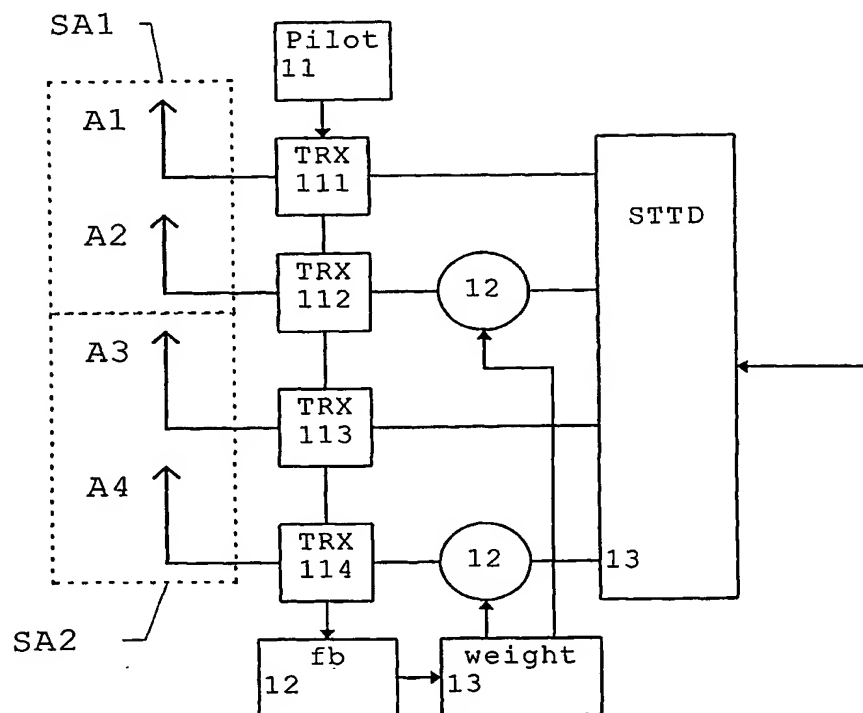 SA1
Pilot
11
A1
TRX
111
STTD
A2
TRX
112
12
A3
TRX
113
A4
TRX
114
12
13
SA2
fb
12
weight
13